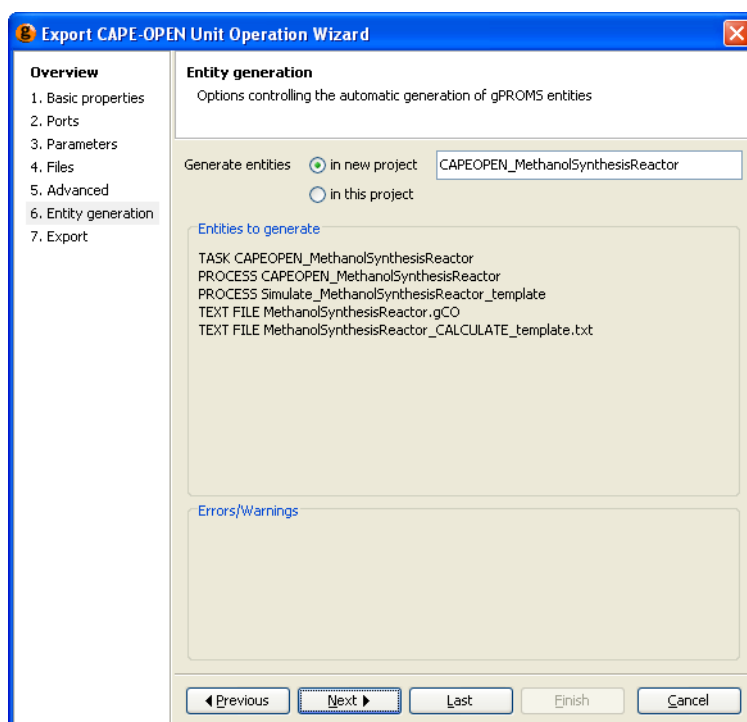 Export CAPE-OPEN Unit Operation Wizard
Overview
1. Basic properties
2. Ports
3. Parameters
4. Files
5. Advanced
6. Entity generation
7. Export
Entity generation
Options controlling the automatic generation of gPROMS entities
Generate entities in new project CAPEOPEN_MethanolSynthesisReactor
in this project
Entities to generate
TASK CAPEOPEN_MethanolSynthesisReactor
PROCESS CAPEOPEN_MethanolSynthesisReactor
PROCESS Simulate_MethanolSynthesisReactor_template
TEXT FILE MethanolSynthesisReactor.gCO
TEXT FILE MethanolSynthesisReactor_CALCULATE_template.txt
Errors/Warnings
Previous Next Last Finish Cancel